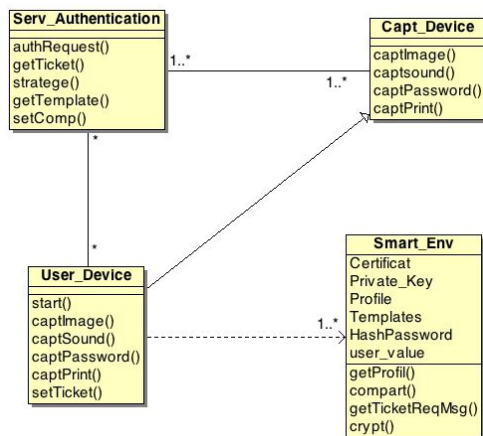 Serv_Authentication
authRequest()
getTicket()
stratege()
getTemplate()
setComp()
1..*
1..*
Capt_Device
captImage()
captsound()
captPassword()
captPrint()
*
*
User_Device
start()
captImage()
captSound()
captPassword()
captPrint()
setTicket()
1..*
Smart_Env
Certificat
Private_Key
Profile
Templates
HashPassword
user_value
getProfil()
compart()
getTicketReqMsg()
crypt()